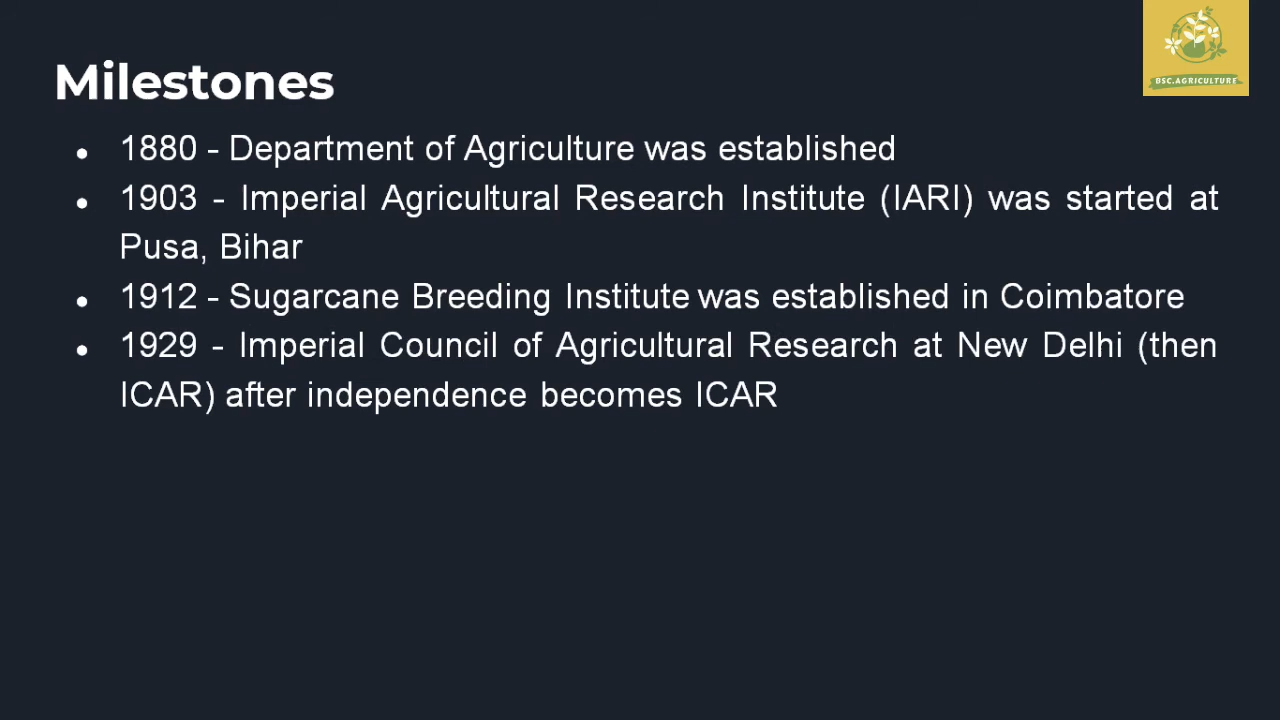 BSC.AGRICULTURE
Milestones
● 1880 - Department of Agriculture was established
● 1903 - Imperial Agricultural Research Institute (IARI) was started at
Pusa, Bihar
● 1912 - Sugarcane Breeding Institute was established in Coimbatore
● 1929 - Imperial Council of Agricultural Research at New Delhi (then
ICAR) after independence becomes ICAR